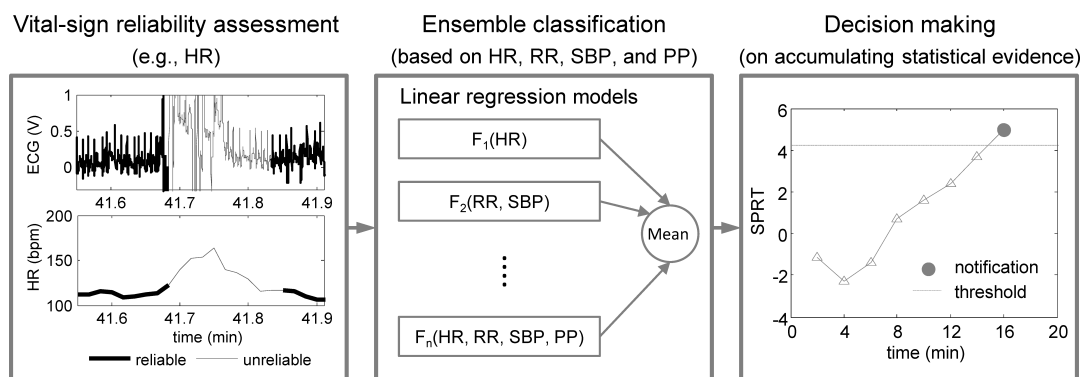 Vital-sign reliability assessment
(e.g., HR)
1
0.5
0
ECG (V)
41.6 41.7 41.8 41.9
200
150
100
HR (bpm)
41.6 41.7 41.8 41.9
time (min)
reliable unreliable
Ensemble classification
(based on HR, RR, SBP, and PP)
Linear regression models
F1(HR)
F2(RR, SBP)
Mean
Fn(HR, RR, SBP, PP)
Decision making
(on accumulating statistical evidence)
6
4
2
0
-2
-4
SPRT
notification
threshold
0 4 8 12 16 20
time (min)